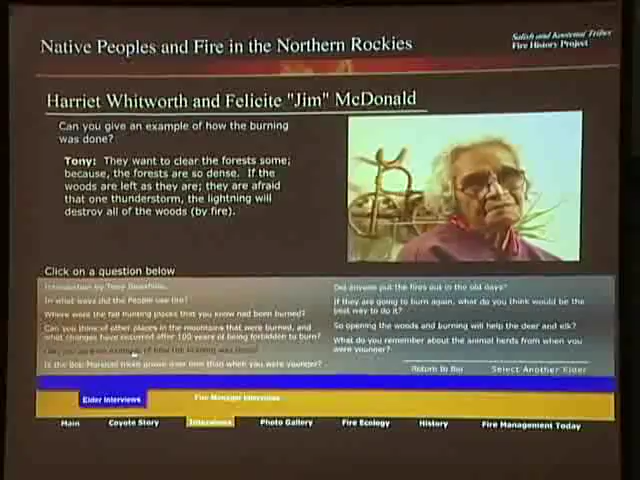 Native Peoples and Fire in the Northern Rockies
Salish and Kootenai Tribes
Fire History Project
Harriet Whitworth and Felicite "Jim" McDonald
Can you give an example of how the burning
was done?
Tony: They want to clear the forests some;
because, the forests are so dense. If the
woods are left as they are; they are afraid
that one thunderstorm, the lightning will
destroy all of the woods (by fire).
Click on a question below
Introduction by Tony
In what ways did the People use fire?
Where were the fall hunting places that you know had been burned?
Can you think of other places in the mountains that were burned, and
what changes have occurred after 100 years of being forbidden to burn?
Can you give an example of how the burning was done?
Is the Bob Marshall more grown over now than when you were younger?
Did anyone put the fires out in the old days?
If they are going to burn again, what do you think would be the
best way to do it?
So opening the woods and burning will help the deer and elk?
What do you remember about the animal herds from when you
were younger?
Return to Bio
Select Another Elder
Elder Interviews
Fire Manager Interviews
Main
Coyote Story
Interviews
Photo Gallery
Fire Ecology
History
Fire Management Today